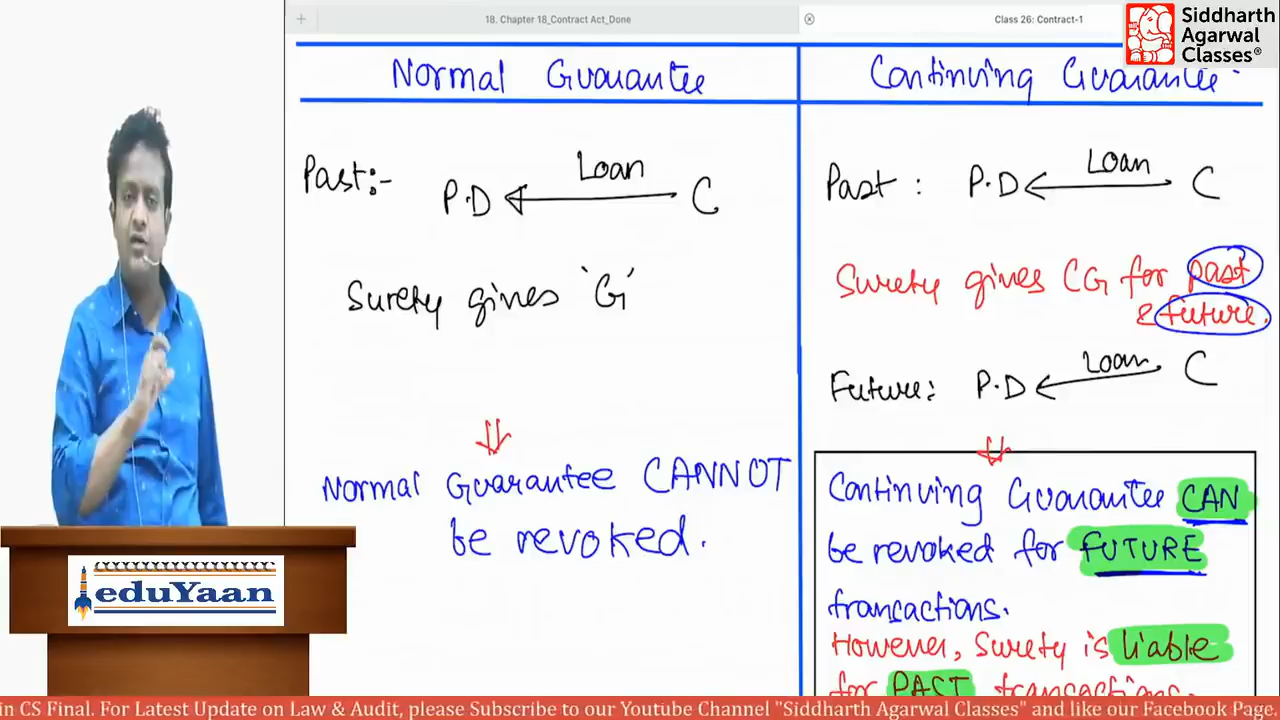 18. Chapter 18_Contract Act_Done
Class 26: Contract-1
Siddharth
Agarwal
Classes®
Normal Guarantee
Continuing Guarantee:
Past:-
P.D
Loan
C
Surety gives 'G'
Normal Guarantee CANNOT
be revoked.
Past :
P.D
Loan
C
Surety gives CG for past
& future.
Future:
P.D
Loan
C
Continuing Guarantee CAN
be revoked for FUTURE
transactions.
However, Surety is liable
for PAST transactions.
eduYaan
in CS Final. For Latest Update on Law & Audit, please Subscribe to our Youtube Channel "Siddharth Agarwal Classes" and like our Facebook Page.